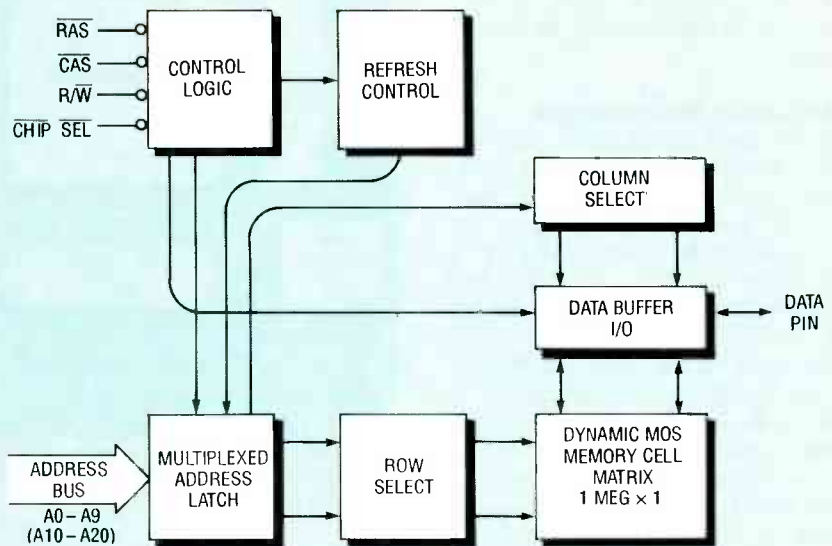 RAS
CAS
R/W
CHIP SEL
CONTROL
LOGIC
REFRESH
CONTROL
COLUMN
SELECT
DATA BUFFER
I/O
DATA
PIN
ADDRESS
BUS
A0–A9
(A10–A20)
MULTIPLEXED
ADDRESS
LATCH
ROW
SELECT
DYNAMIC MOS
MEMORY CELL
MATRIX
1 MEG × 1